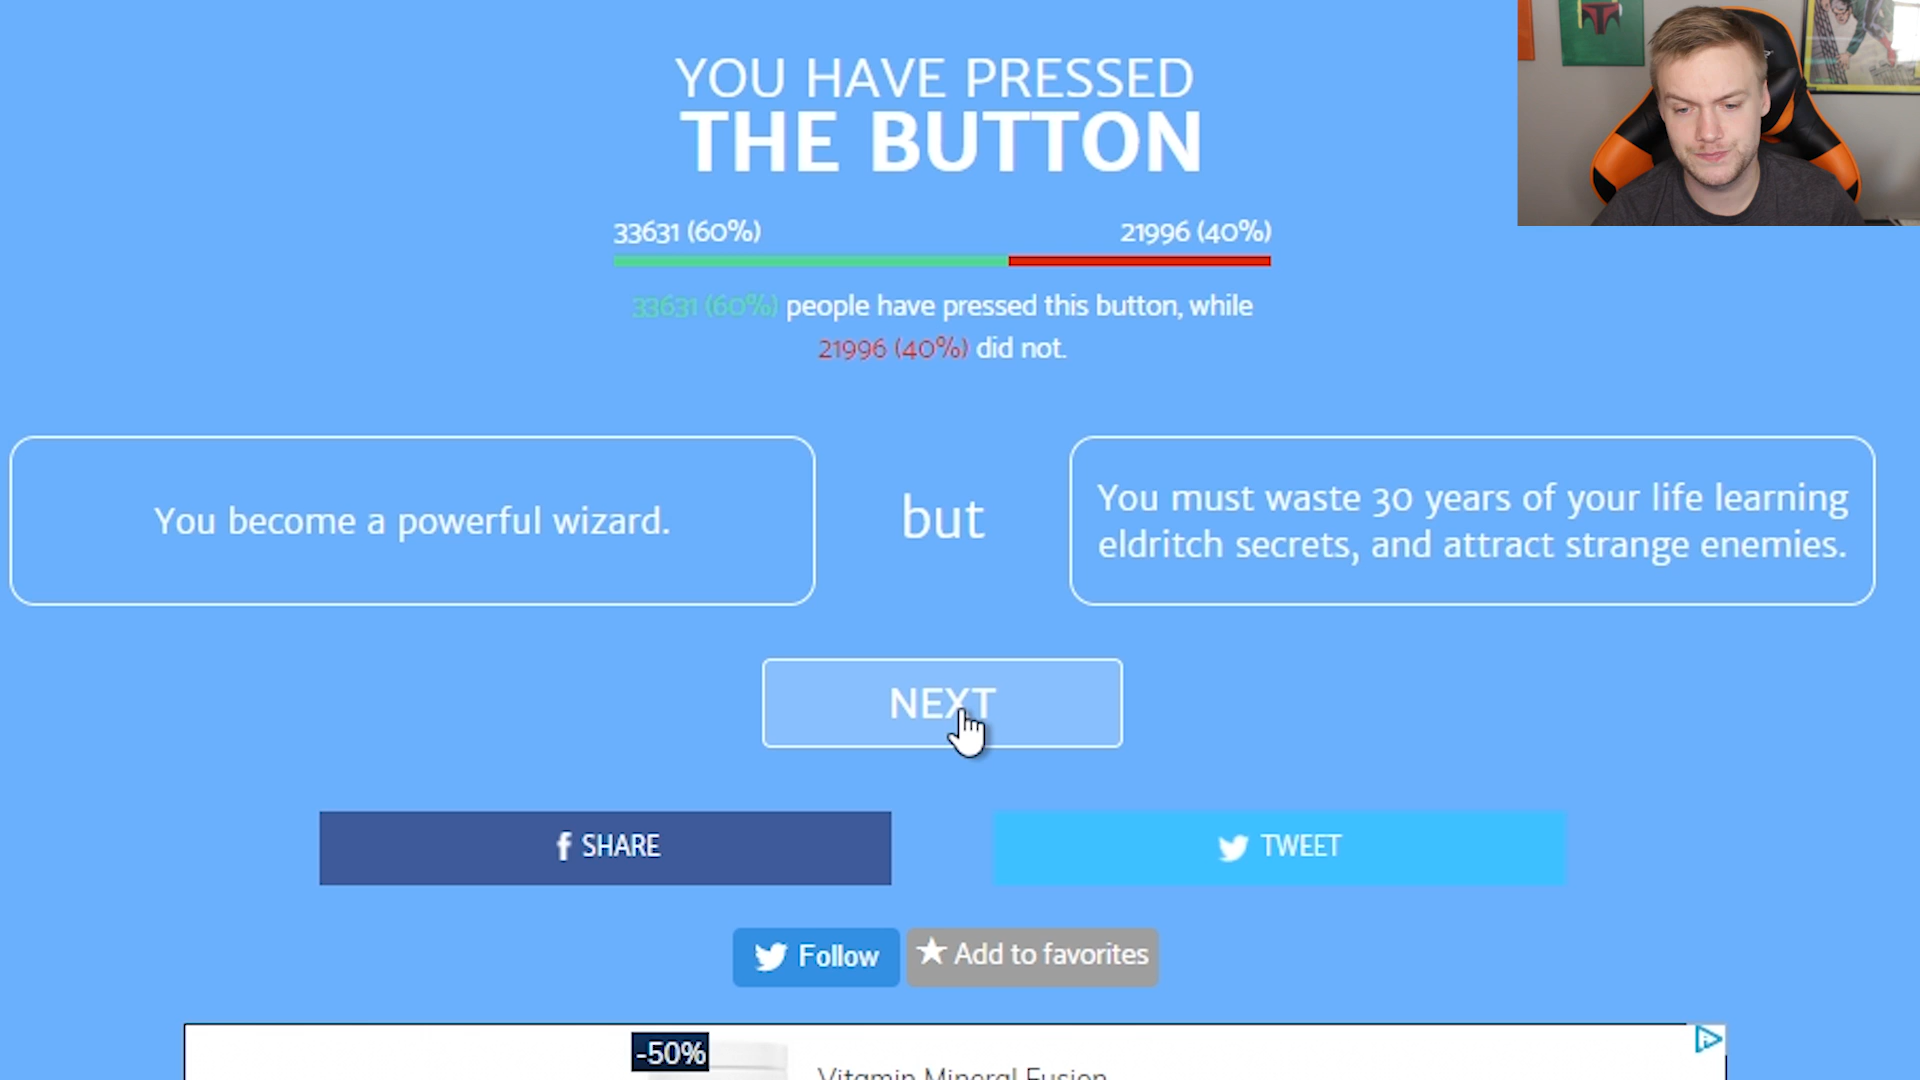 YOU HAVE PRESSED
THE BUTTON
33631 (60%)
21996 (40%)
33631 (60%) people have pressed this button, while
21996 (40%) did not.
You become a powerful wizard.
but
You must waste 30 years of your life learning
eldritch secrets, and attract strange enemies.
NEXT
f SHARE
TWEET
Follow
Add to favorites
-50%
Vitamin Mineral Fusion